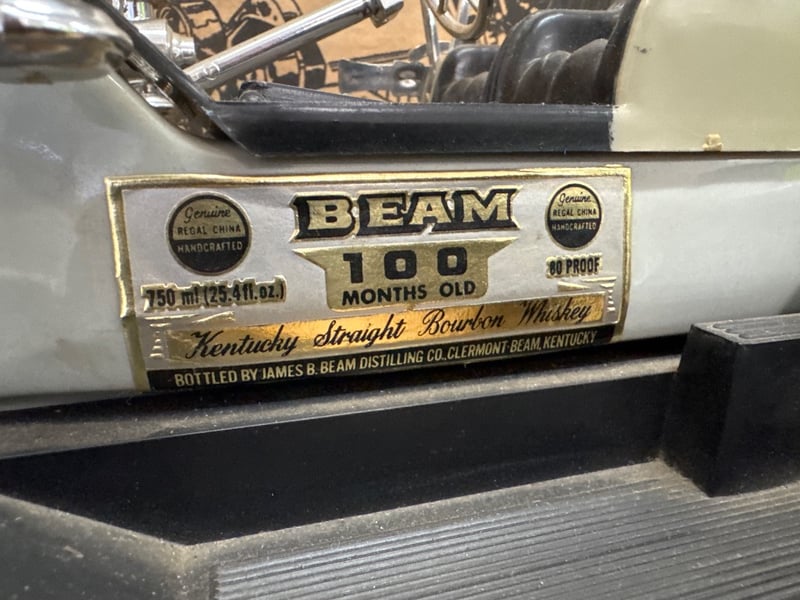 BEAM
Genuine
REGAL CHINA
HANDCRAFTED
Genuine
REGAL CHINA
HANDCRAFTED
100
MONTHS OLD
750 ml (25.4 fl. oz.)
80 PROOF
Kentucky Straight Bourbon Whiskey
BOTTLED BY JAMES B. BEAM DISTILLING CO. CLERMONT-BEAM, KENTUCKY